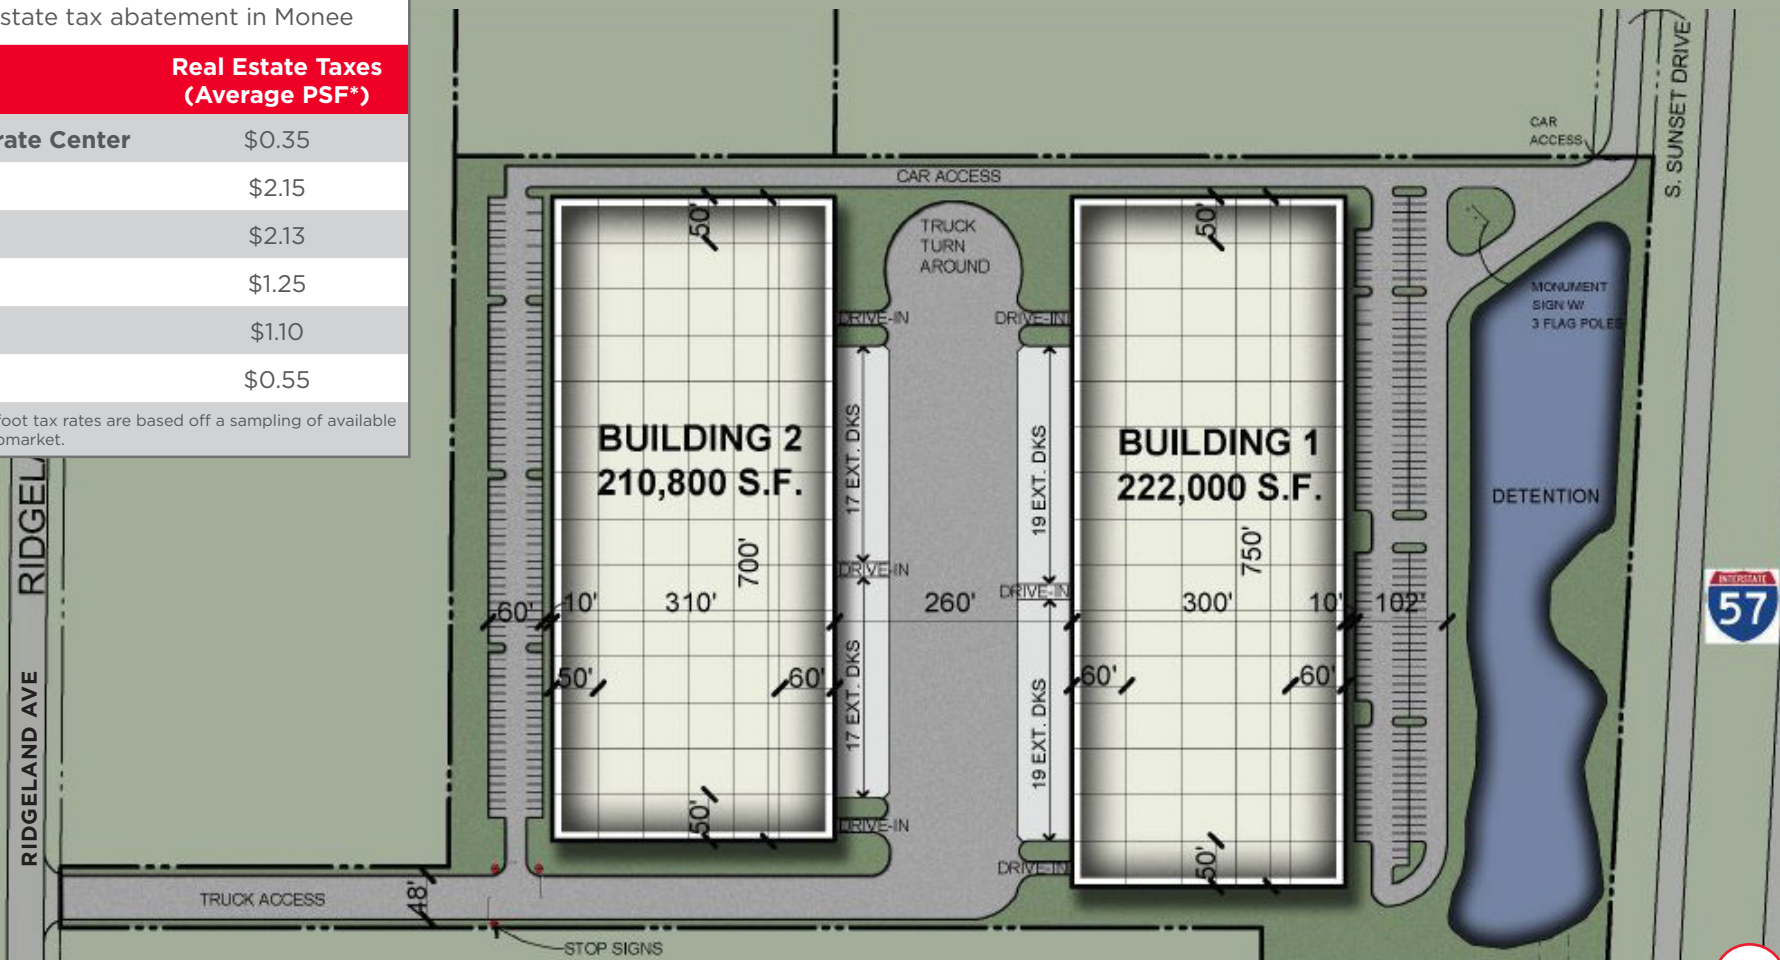 state tax abatement in Monee
Real Estate Taxes
(Average PSF*)
rate Center
$0.35
$2.15
$2.13
$1.25
$1.10
$0.55
foot tax rates are based off a sampling of available
omarket.
RIDGEL
RIDGELAND AVE
CAR
ACCESS
S. SUNSET DRIVE
CAR ACCESS
50'
50'
TRUCK
TURN
AROUND
MONUMENT
SIGN W/
3 FLAG POLES
DRIVE-IN
DRIVE-IN
BUILDING 2
210,800 S.F.
17 EXT. DKS
19 EXT. DKS
BUILDING 1
222,000 S.F.
DETENTION
700'
750'
DRIVE-IN
DRIVE-IN
60'
10'
310'
260'
300'
10'
102'
INTERSTATE
57
50'
60'
60'
60'
17 EXT. DKS
19 EXT. DKS
50'
DRIVE-IN
50'
DRIVE-IN
TRUCK ACCESS
48'
STOP SIGNS